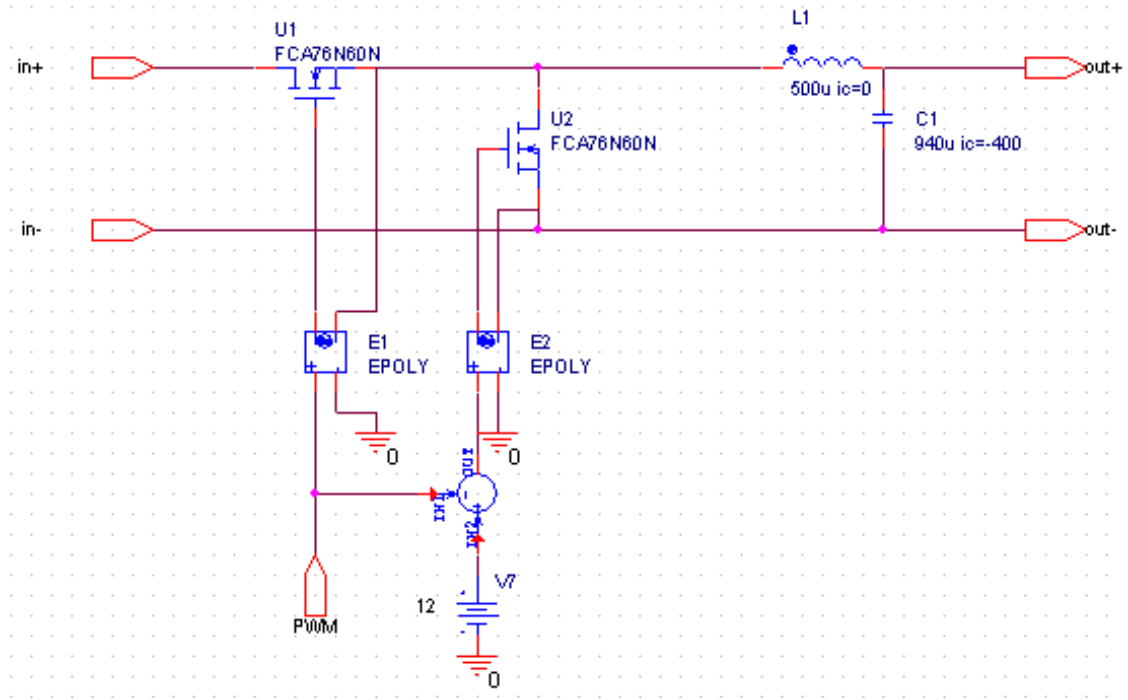 L1
U1
FCA76N60N
in+
out+
500u ic=0
U2
FCA76N60N
C1
940u ic=-400
in-
out-
E1
EPOLY
E2
EPOLY
0
0
OUT
IN1
IN2
V7
12
PWM
0